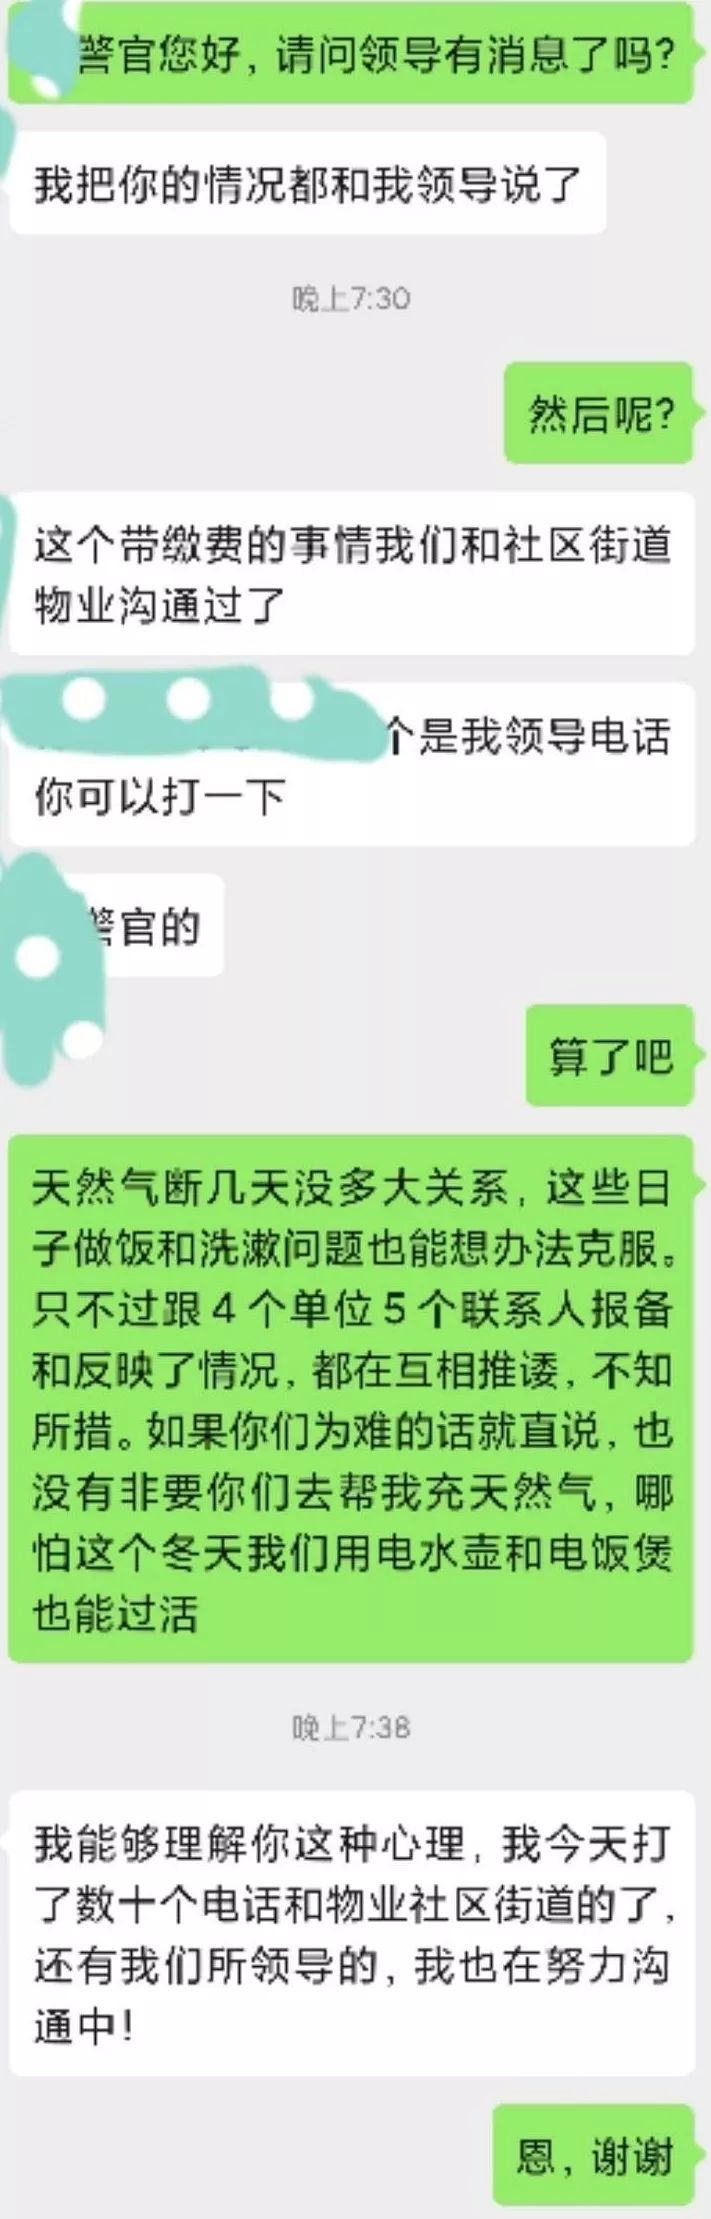 警官您好，请问领导有消息了吗?
我把你的情况都和我领导说了
晚上7:30
然后呢?
这个带缴费的事情我们和社区街道
物业沟通过了
个是我领导电话
你可以打一下
警官的
算了吧
天然气断几天没多大关系，这些日
子做饭和洗漱问题也能想办法克服。
只不过跟4个单位5个联系人报备
和反映了情况，都在互相推诿，不知
所措。如果你们为难的话就直说，也
没有非要你们去帮我充天然气，哪
怕这个冬天我们用电水壶和电饭煲
也能过活
晚上7:38
我能够理解你这种心理，我今天打
了数十个电话和物业社区街道的了，
还有我们所领导的，我也在努力沟
通中!
恩，谢谢